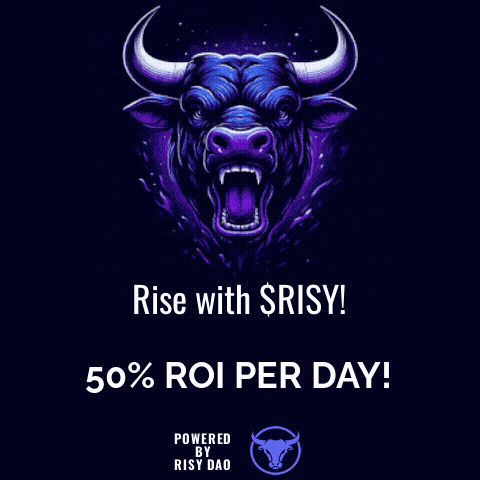 Rise with $RISY!
50% ROI PER DAY!
POWERED
BY
RISY DAO